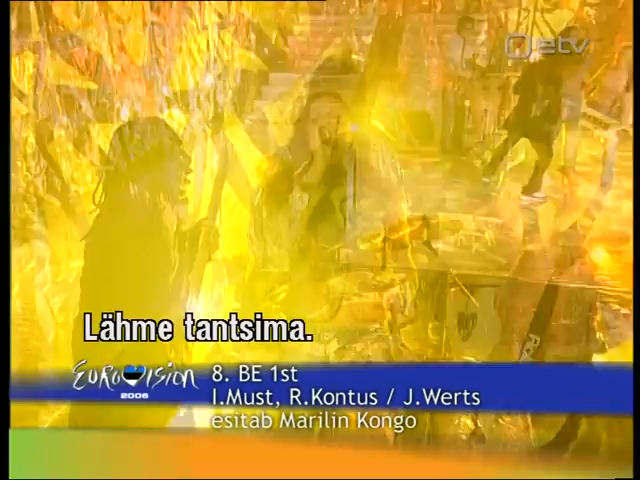 etv
Lähme tantsima.
EUROVISION
2006
8. BE 1st
I.Must, R.Kontus / J.Werts
esitab Marilin Kongo